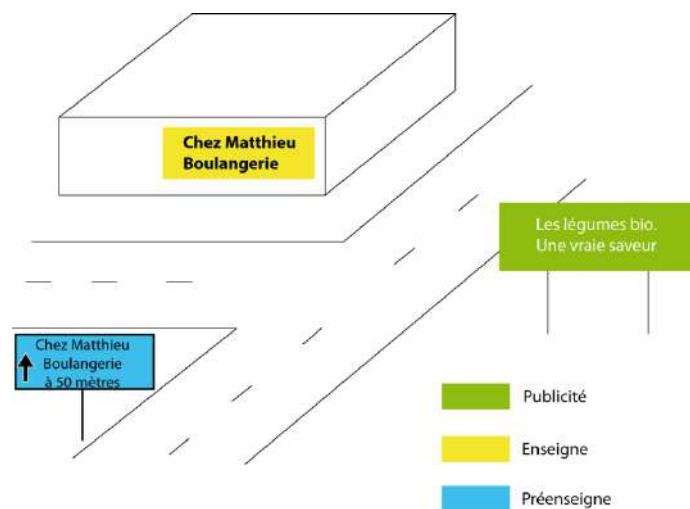 Chez Matthieu
Boulangerie
Les légumes bio.
Une vraie saveur
Chez Matthieu
Boulangerie
à 50 mètres
Publicité
Enseigne
Préenseigne